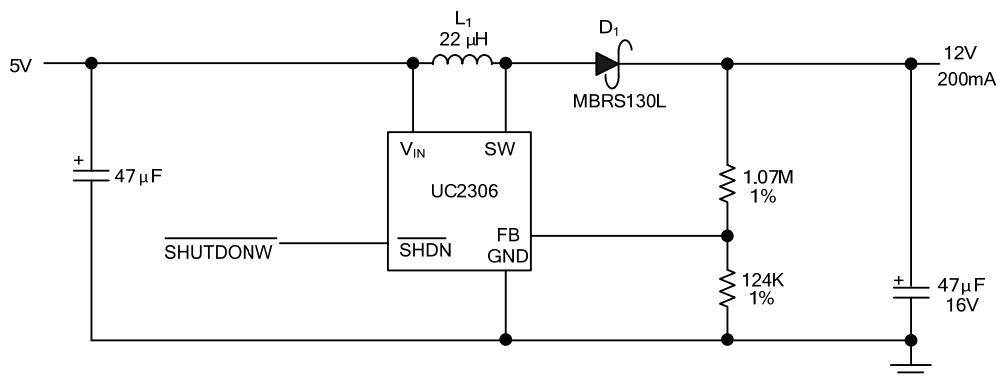 L1
22 μH
D1
5V
12V
200mA
MBRS130L
VIN
SW
+
47μF
UC2306
1.07M
1%
SHUTDONW
SHDN
FB
GND
124K
1%
+
47μF
16V